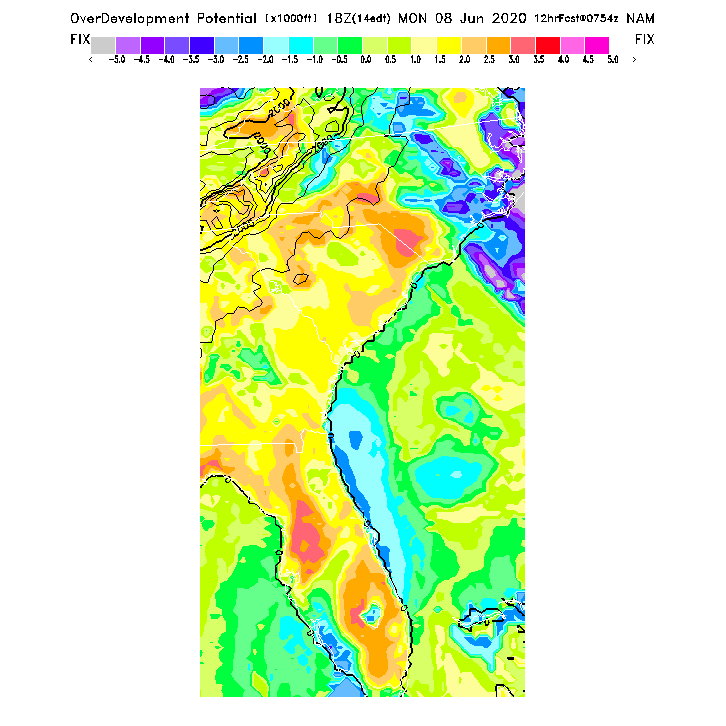 OverDevelopment Potential [x1000ft] 18Z(14edt) MON 08 Jun 2020 12hrFcst@0754z NAM
FIX FIX
< -5.0 -4.5 -4.0 -3.5 -3.0 -2.5 -2.0 -1.5 -1.0 -0.5 0.0 0.5 1.0 1.5 2.0 2.5 3.0 3.5 4.0 4.5 5.0 >
2000
2000